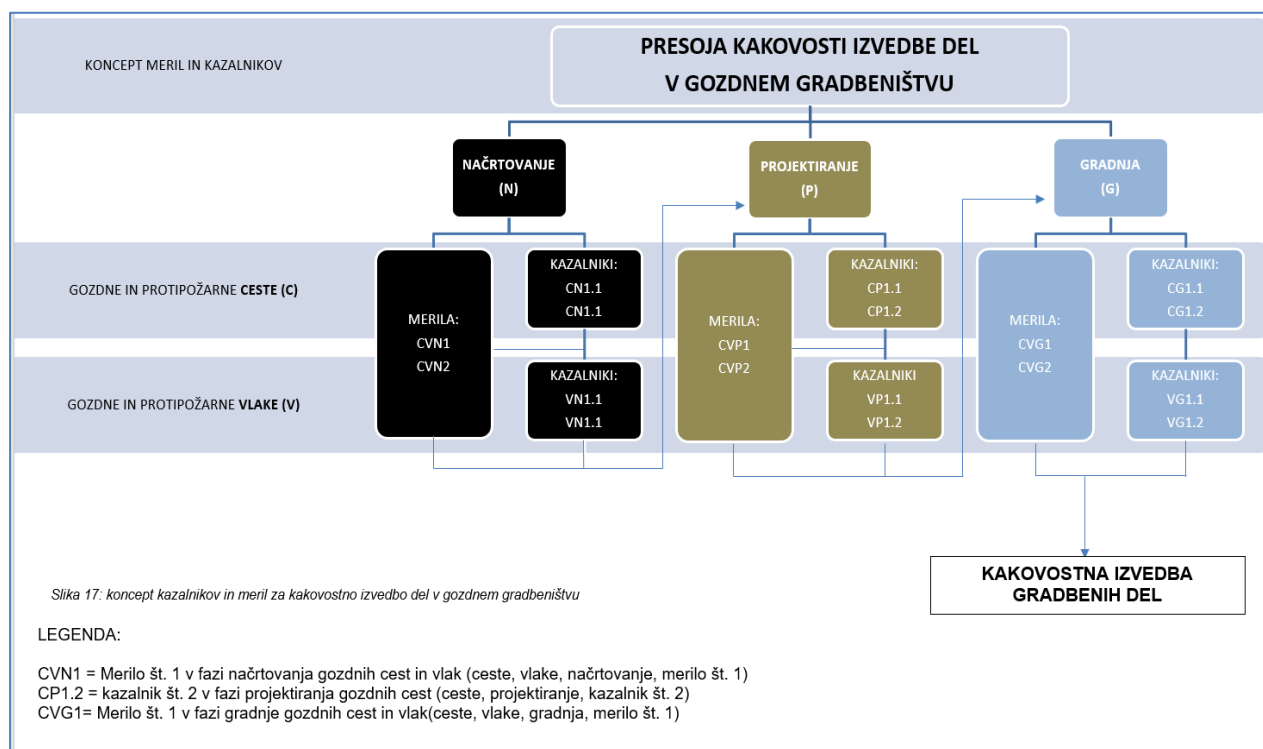 PRESOJA KAKOVOSTI IZVEDBE DEL
V GOZDNEM GRADBENIŠTVU
KONCEPT MERIL IN KAZALNIKOV
NAČRTOVANJE
(N)
PROJEKTIRANJE
(P)
GRADNJA
(G)
GOZDNE IN PROTIPOŽARNE CESTE (C)
MERILA:
CVN1
CVN2
KAZALNIKI:
CN1.1
CN1.1
MERILA:
CVP1
CVP2
KAZALNIKI:
CP1.1
CP1.2
MERILA:
CVG1
CVG2
KAZALNIKI:
CG1.1
CG1.2
GOZDNE IN PROTIPOŽARNE VLAKE (V)
KAZALNIKI:
VN1.1
VN1.1
KAZALNIKI
VP1.1
VP1.2
KAZALNIKI:
VG1.1
VG1.2
KAKOVOSTNA IZVEDBA
GRADBENIH DEL
Slika 17: koncept kazalnikov in meril za kakovostno izvedbo del v gozdnem gradbeništvu
LEGENDA:
CVN1 = Merilo št. 1 v fazi načrtovanja gozdnih cest in vlak (ceste, vlake, načrtovanje, merilo št. 1)
CP1.2 = kazalnik št. 2 v fazi projektiranja gozdnih cest (ceste, projektiranje, kazalnik št. 2)
CVG1= Merilo št. 1 v fazi gradnje gozdnih cest in vlak(ceste, vlake, gradnja, merilo št. 1)